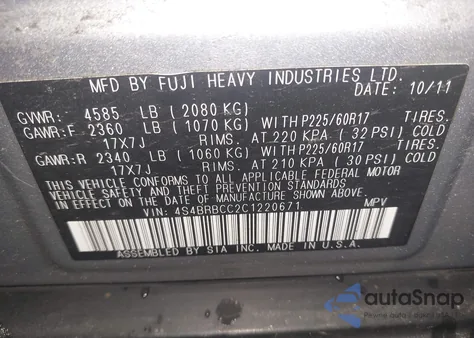 MFD BY FUJI HEAVY INDUSTRIES LTD.
DATE: 10/11
GVWR: 4585 LB (2080 KG)
GAWR:F 2360 LB (1070 KG) WITH P225/60R17 TIRES.
17X7J RIMS. AT 220 KPA (32 PSI) COLD
GAWR:R 2340 LB (1060 KG) WITH P225/60R17 TIRES.
17X7J RIMS. AT 210 KPA (30 PSI) COLD
THIS VEHICLE CONFORMS TO ALL APPLICABLE FEDERAL MOTOR
VEHICLE SAFETY AND THEFT PREVENTION STANDARDS
IN EFFECT ON THE DATE OF MANUFACTURE SHOWN ABOVE.
VIN: 4S4BRBCC2C1220671 MPV
ASSEMBLED BY SIA INC. MADE IN U.S.A.
autoSnap